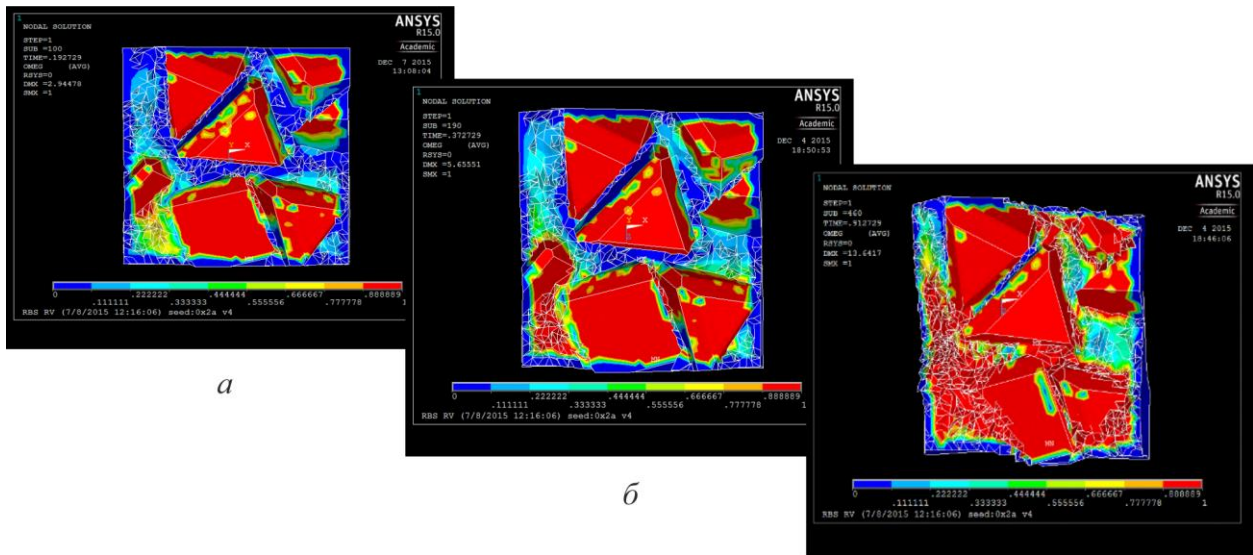 1
NODAL SOLUTION
STEP=1
SUB =100
TIME=.192729
OMEG (AVG)
RSYS=0
DMX =2.94478
SMX =1
ANSYS
R15.0
Academic
DEC 7 2015
13:08:04
Y X
MX
0 .222222 .444444 .666667 .888889
.111111 .333333 .555556 .777778 1
RBS RV (7/8/2015 12:16:06) seed:0x2a v4
а
1
NODAL SOLUTION
STEP=1
SUB =190
TIME=.372729
OMEG (AVG)
RSYS=0
DMX =5.65551
SMX =1
ANSYS
R15.0
Academic
DEC 4 2015
18:50:53
Y X
MN
0 .222222 .444444 .666667 .888889
.111111 .333333 .555556 .777778 1
RBS RV (7/8/2015 12:16:06) seed:0x2a v4
б
1
NODAL SOLUTION
STEP=1
SUB =460
TIME=.912729
OMEG (AVG)
RSYS=0
DMX =13.6417
SMX =1
ANSYS
R15.0
Academic
DEC 4 2015
18:46:06
MX
MN
0 .222222 .444444 .666667 .888889
.111111 .333333 .555556 .777778 1
RBS RV (7/8/2015 12:16:06) seed:0x2a v4